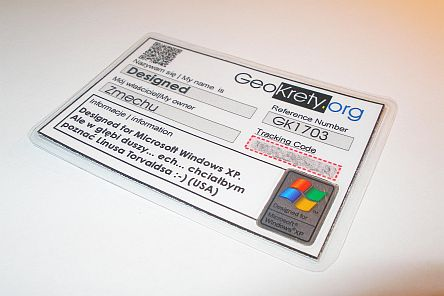 Nazywam się | My name is
Designed
Mój właściciel|My owner
Zmechu
Informacje | information
Designed for Microsoft Windows XP.
Ale w głębi duszy... ech... chciałbym
poznać Linusa Torvaldsa :-) (USA)
GeoKrety.org
Reference Number
GK1703
Tracking Code
Designed for
Microsoft®
Windows®XP